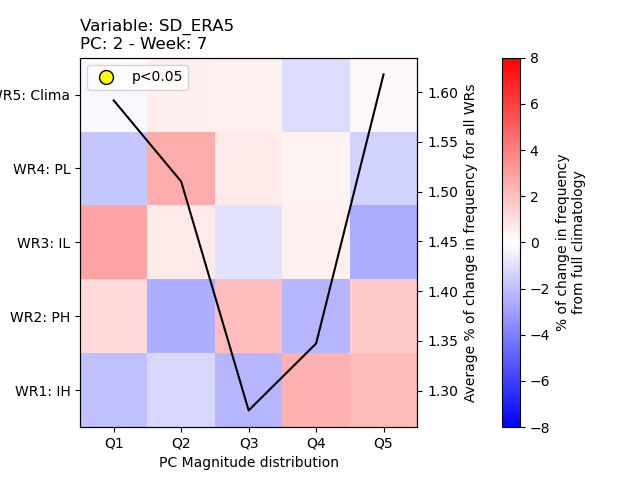 Variable: SD_ERA5
PC: 2 - Week: 7
p<0.05
WR5: Clima
WR4: PL
WR3: IL
WR2: PH
WR1: IH
Q1 Q2 Q3 Q4 Q5
PC Magnitude distribution
1.60
1.55
1.50
1.45
1.40
1.35
1.30
Average % of change in frequency for all WRs
8
6
4
2
0
−2
−4
−6
−8
% of change in frequency
from full climatology